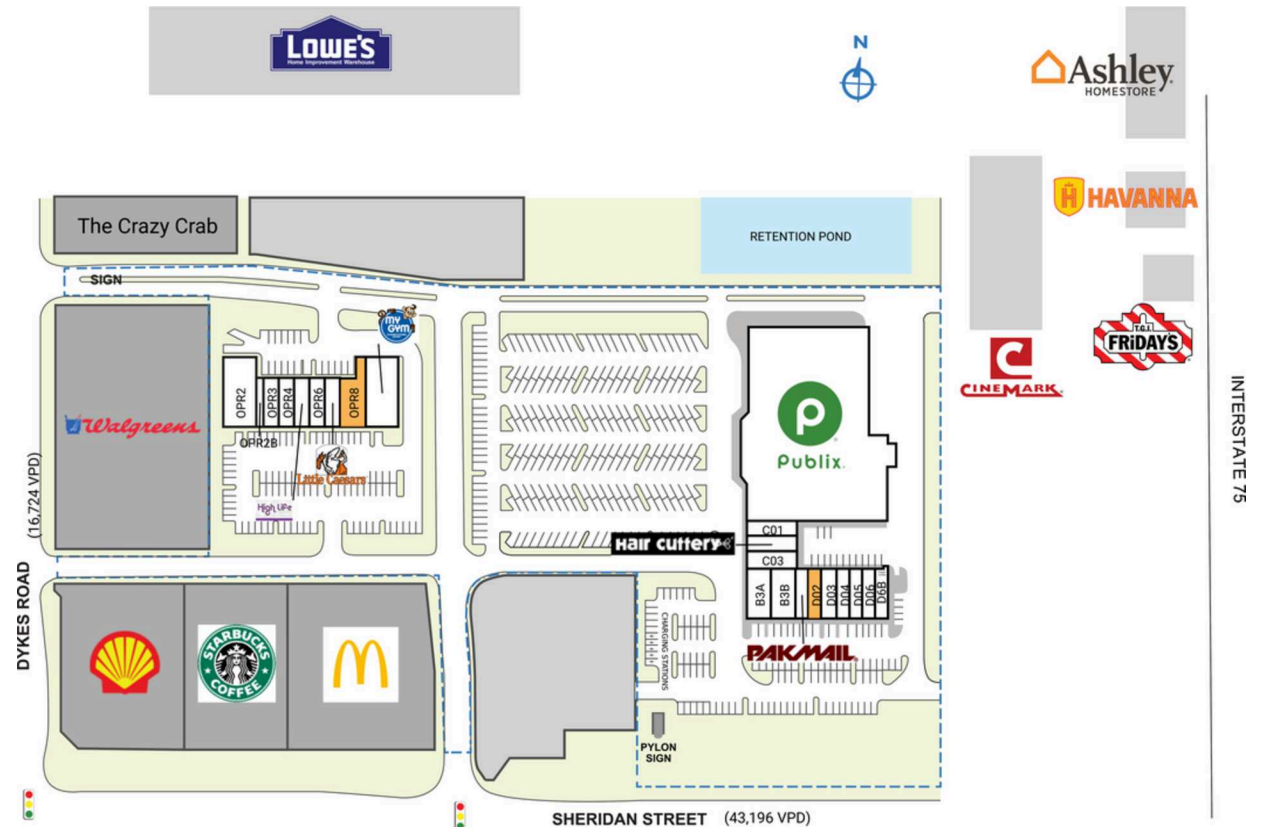 LOWE'S
Home Improvement Warehouse
N
Ashley
HOMESTORE
H HAVANNA
The Crazy Crab
RETENTION POND
SIGN
MY
GYM
T.G.I.
FRiDAY'S
C
CINEMARK
INTERSTATE 75
Walgreens
OPR2
OPR2B
OPR3
OPR4
OPR6
OPR8
Little Caesars
High Life
P
Publix
C01
Hair cuttery
C03
B3A
B3B
D02
D03
D04
D05
D06
D6B
PAKMAIL
CHARGING STATIONS
(16,724 VPD)
DYKES ROAD
STARBUCKS
COFFEE
PYLON
SIGN
SHERIDAN STREET (43,196 VPD)